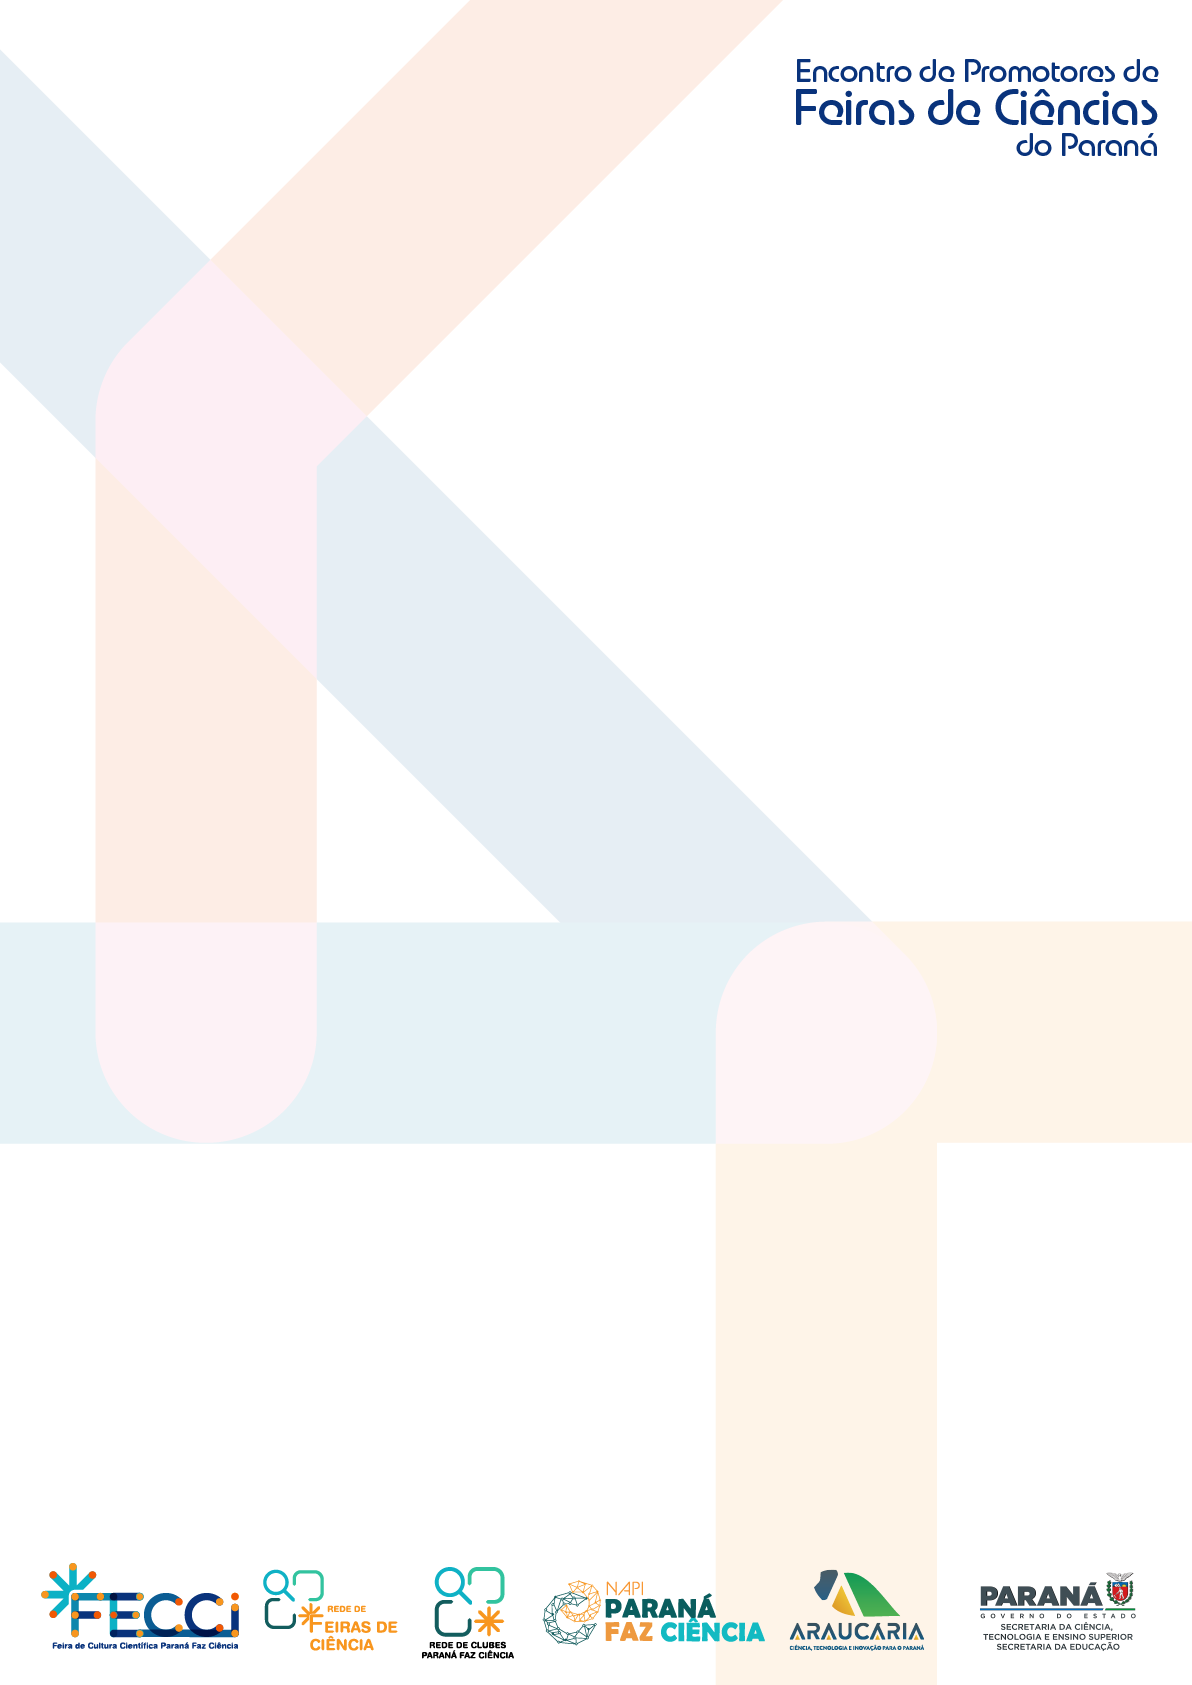 Encontro de Promotores de
Feiras de Ciências
do Paraná
FECCi
Feira de Cultura Científica Paraná Faz Ciência
REDE DE
FEIRAS DE
CIÊNCIA
REDE DE CLUBES
PARANÁ FAZ CIÊNCIA
NAPI
PARANÁ
FAZ CIÊNCIA
ARAUCÁRIA
CIÊNCIA, TECNOLOGIA E INOVAÇÃO PARA O PARANÁ
PARANÁ
GOVERNO DO ESTADO
SECRETARIA DA CIÊNCIA,
TECNOLOGIA E ENSINO SUPERIOR
SECRETARIA DA EDUCAÇÃO